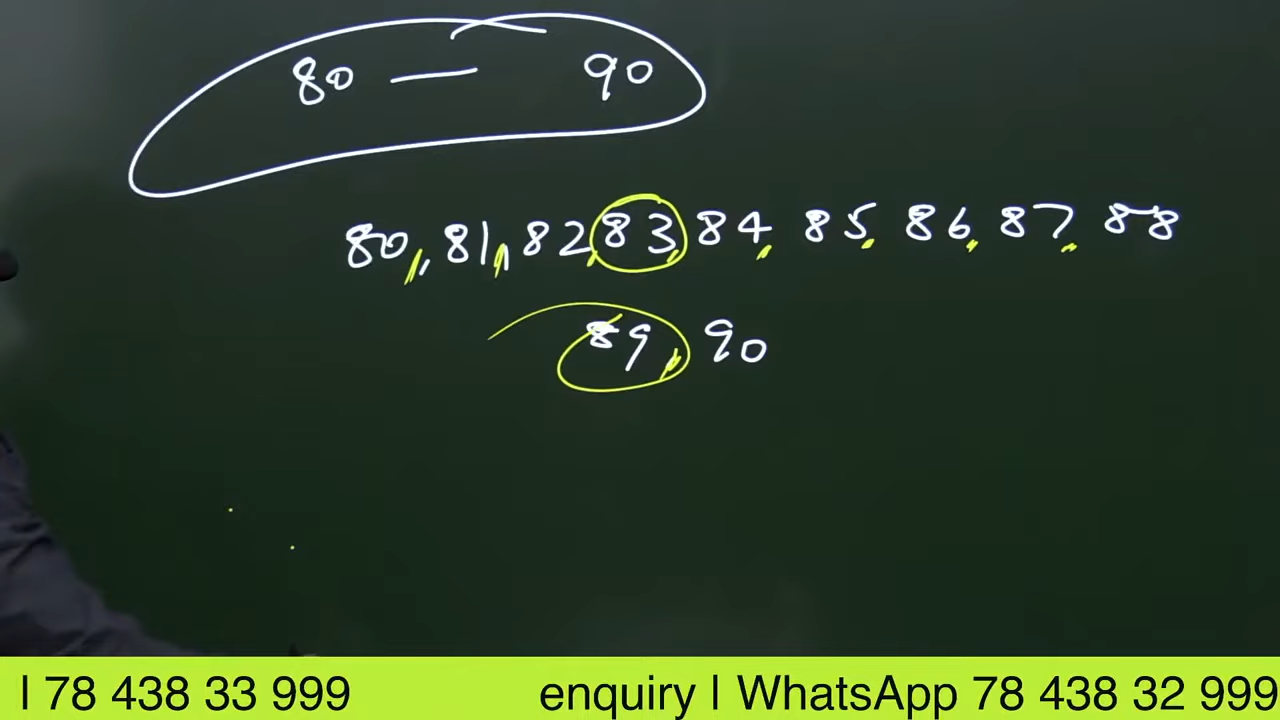 80 — 90
80, 81, 82, 83, 84, 85, 86, 87, 88
89, 90
| 78 438 33 999 enquiry | WhatsApp 78 438 32 999